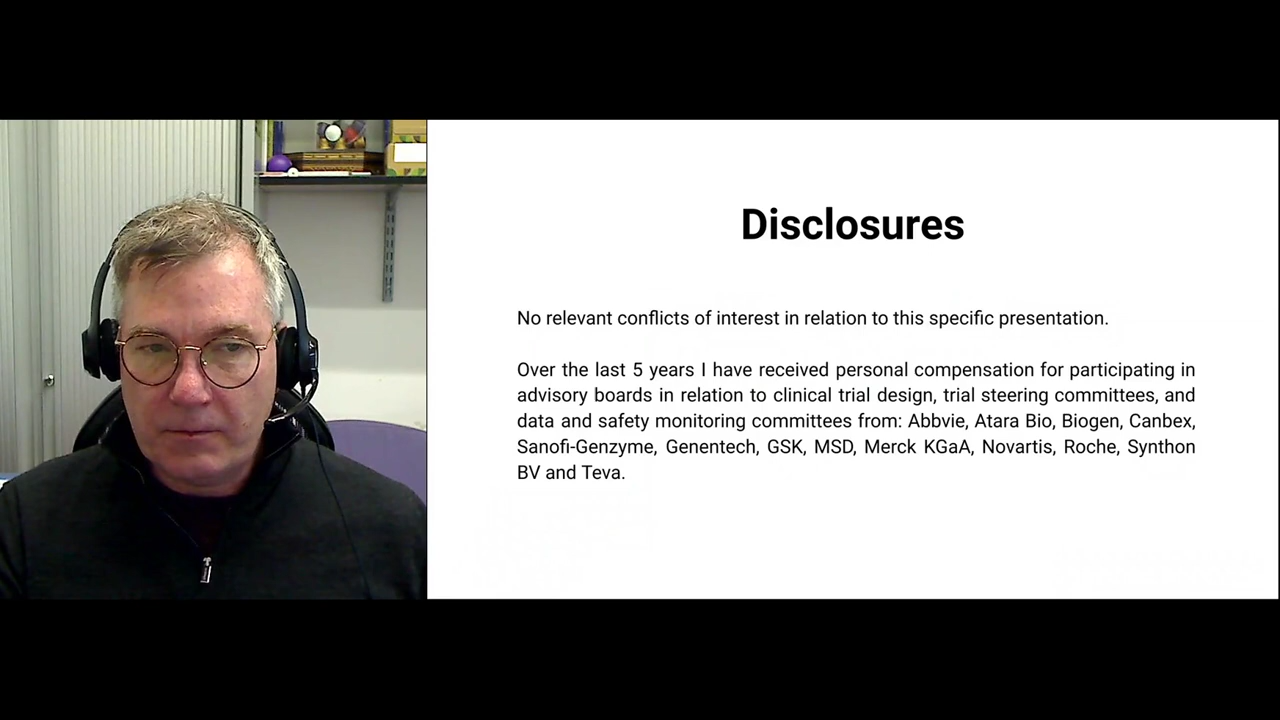 Disclosures
No relevant conflicts of interest in relation to this specific presentation.
Over the last 5 years I have received personal compensation for participating in
advisory boards in relation to clinical trial design, trial steering committees, and
data and safety monitoring committees from: Abbvie, Atara Bio, Biogen, Canbex,
Sanofi-Genzyme, Genentech, GSK, MSD, Merck KGaA, Novartis, Roche, Synthon
BV and Teva.